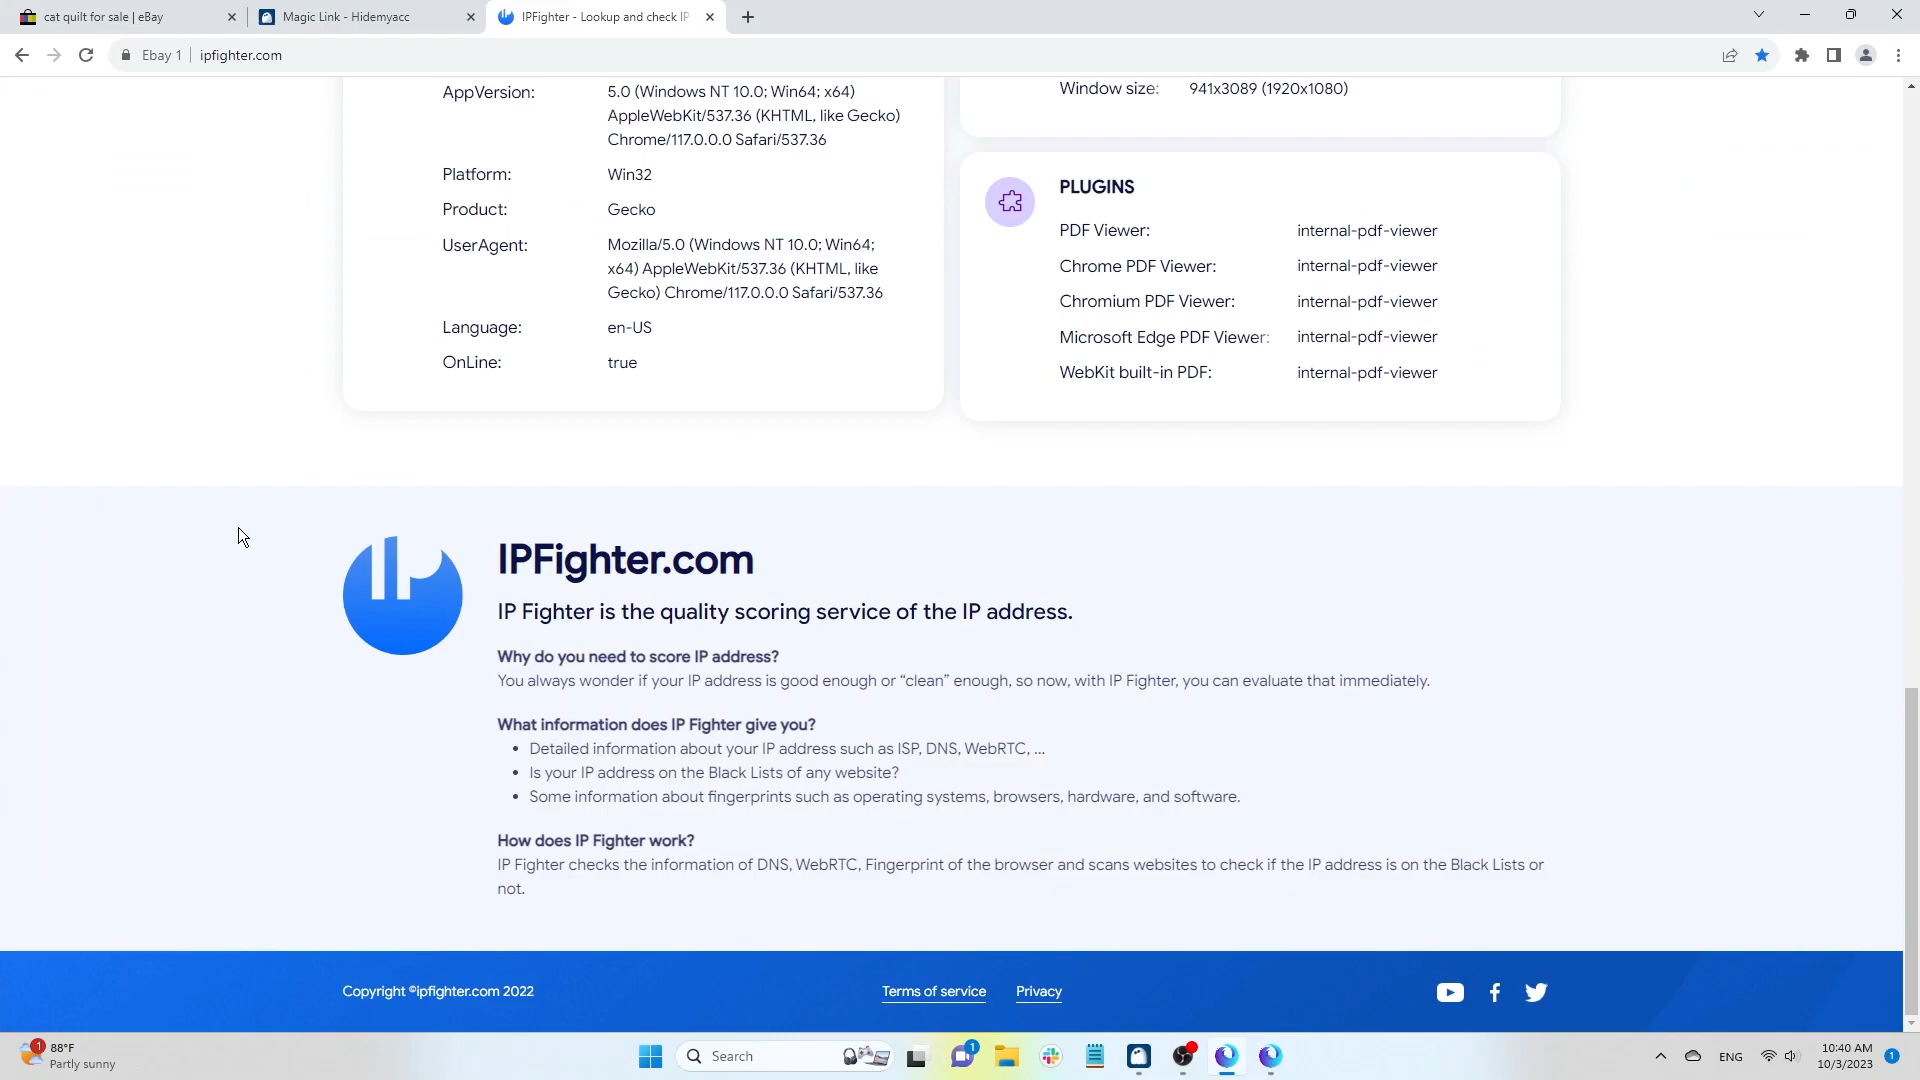 cat quilt for sale | eBay
Magic Link - Hidemyacc
IPFighter - Lookup and check IP
Ebay 1
ipfighter.com
AppVersion:
5.0 (Windows NT 10.0; Win64; x64)
AppleWebKit/537.36 (KHTML, like Gecko)
Chrome/117.0.0.0 Safari/537.36
Platform:
Win32
Product:
Gecko
UserAgent:
Mozilla/5.0 (Windows NT 10.0; Win64;
x64) AppleWebKit/537.36 (KHTML, like
Gecko) Chrome/117.0.0.0 Safari/537.36
Language:
en-US
OnLine:
true
Window size:
941x3089 (1920x1080)
PLUGINS
PDF Viewer:
internal-pdf-viewer
Chrome PDF Viewer:
internal-pdf-viewer
Chromium PDF Viewer:
internal-pdf-viewer
Microsoft Edge PDF Viewer:
internal-pdf-viewer
WebKit built-in PDF:
internal-pdf-viewer
IPFighter.com
IP Fighter is the quality scoring service of the IP address.
Why do you need to score IP address?
You always wonder if your IP address is good enough or “clean” enough, so now, with IP Fighter, you can evaluate that immediately.
What information does IP Fighter give you?
• Detailed information about your IP address such as ISP, DNS, WebRTC, ...
• Is your IP address on the Black Lists of any website?
• Some information about fingerprints such as operating systems, browsers, hardware, and software.
How does IP Fighter work?
IP Fighter checks the information of DNS, WebRTC, Fingerprint of the browser and scans websites to check if the IP address is on the Black Lists or
not.
Copyright ©ipfighter.com 2022
Terms of service
Privacy
1
88°F
Partly sunny
Search
1
ENG
10:40 AM
10/3/2023
1